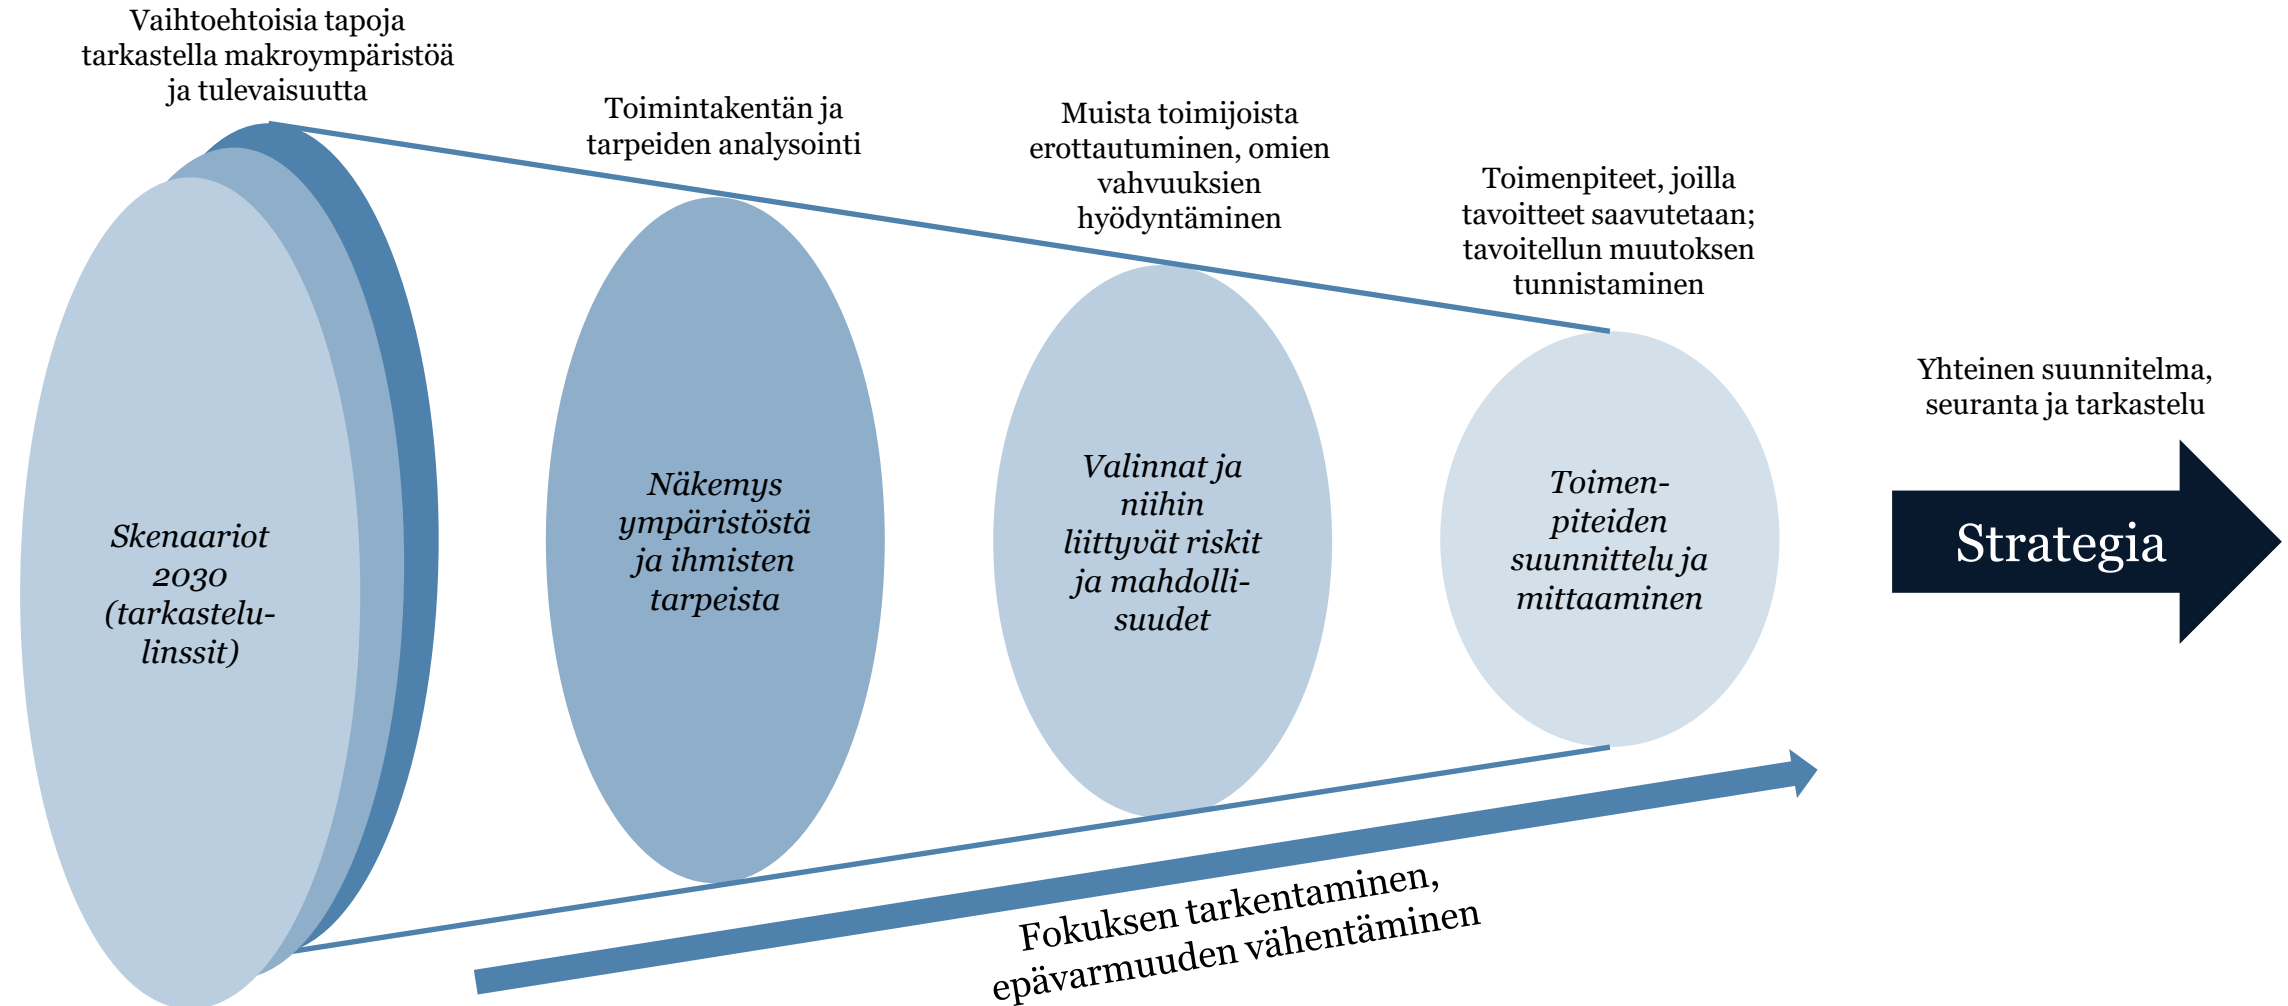 Vaihtoehtoisia tapoja
tarkastella makroympäristöä
ja tulevaisuutta
Toimintakentän ja
tarpeiden analysointi
Muista toimijoista
erottautuminen, omien
vahvuuksien
hyödyntäminen
Toimenpiteet, joilla
tavoitteet saavutetaan;
tavoitellun muutoksen
tunnistaminen
Yhteinen suunnitelma,
seuranta ja tarkastelu
Skenaariot
2030
(tarkastelu-
linssit)
Näkemys
ympäristöstä
ja ihmisten
tarpeista
Valinnat ja
niihin
liittyvät riskit
ja mahdolli-
suudet
Toimen-
piteiden
suunnittelu ja
mittaaminen
Strategia
Fokuksen tarkentaminen,
epävarmuuden vähentäminen